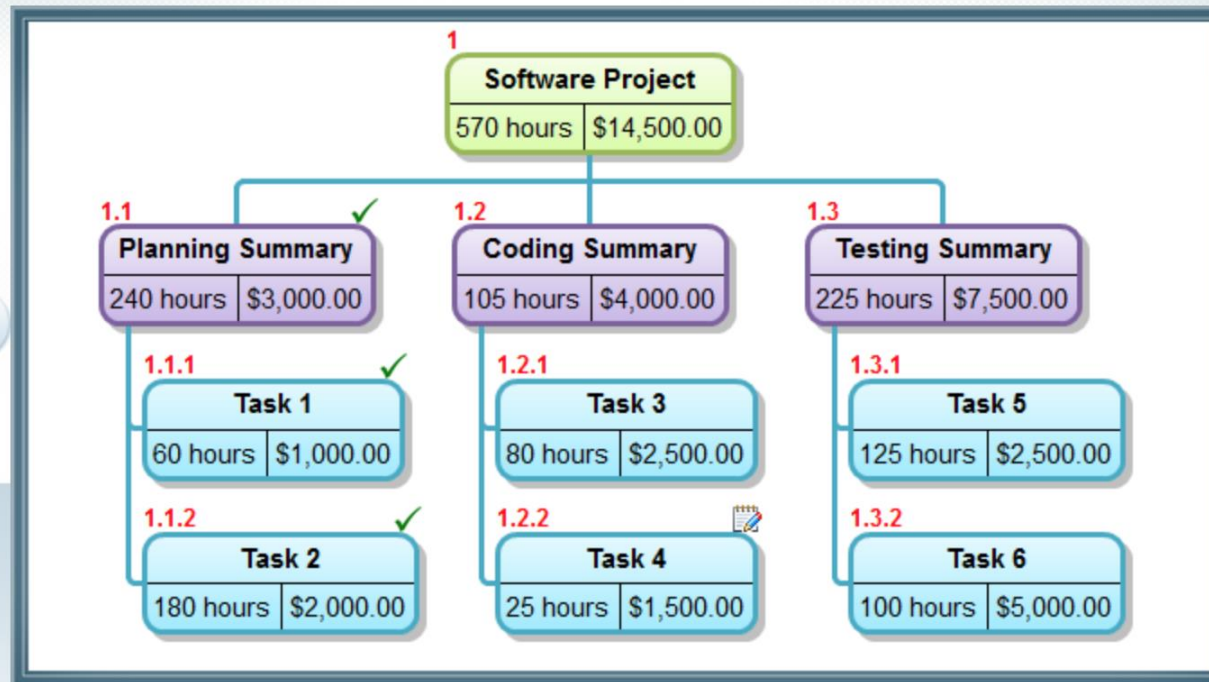 1
Software Project
570 hours $14,500.00
1.1
Planning Summary
240 hours $3,000.00
1.1.1
Task 1
60 hours $1,000.00
1.1.2
Task 2
180 hours $2,000.00
1.2
Coding Summary
105 hours $4,000.00
1.2.1
Task 3
80 hours $2,500.00
1.2.2
Task 4
25 hours $1,500.00
1.3
Testing Summary
225 hours $7,500.00
1.3.1
Task 5
125 hours $2,500.00
1.3.2
Task 6
100 hours $5,000.00